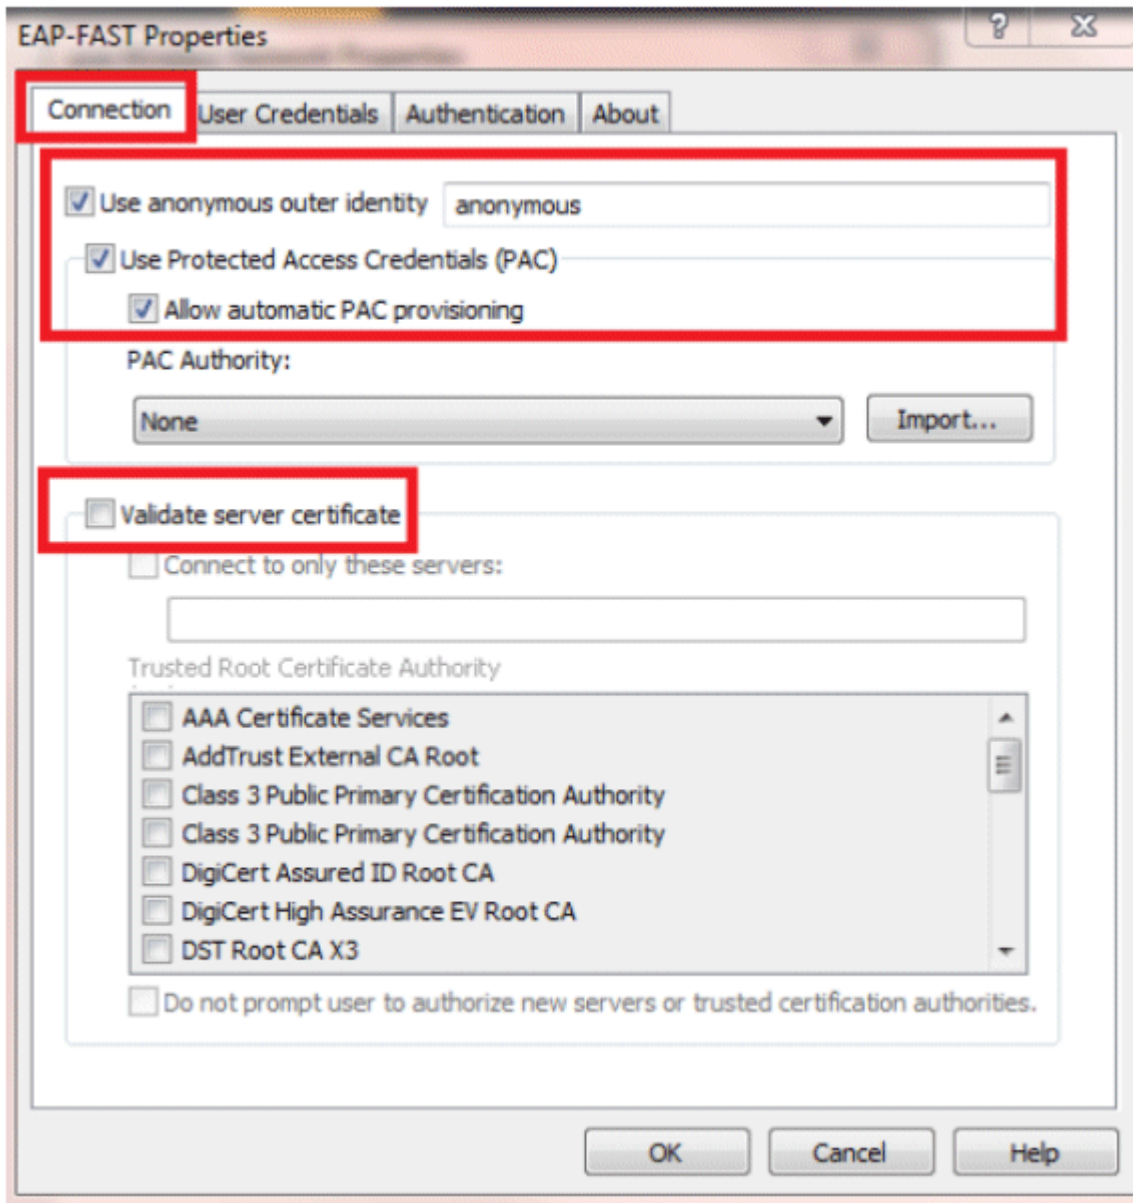 EAP-FAST Properties
Connection User Credentials Authentication About
Use anonymous outer identity anonymous
Use Protected Access Credentials (PAC)
Allow automatic PAC provisioning
PAC Authority:
None Import...
Validate server certificate
Connect to only these servers:
Trusted Root Certificate Authority
AAA Certificate Services
AddTrust External CA Root
Class 3 Public Primary Certification Authority
Class 3 Public Primary Certification Authority
DigiCert Assured ID Root CA
DigiCert High Assurance EV Root CA
DST Root CA X3
Do not prompt user to authorize new servers or trusted certification authorities.
OK Cancel Help